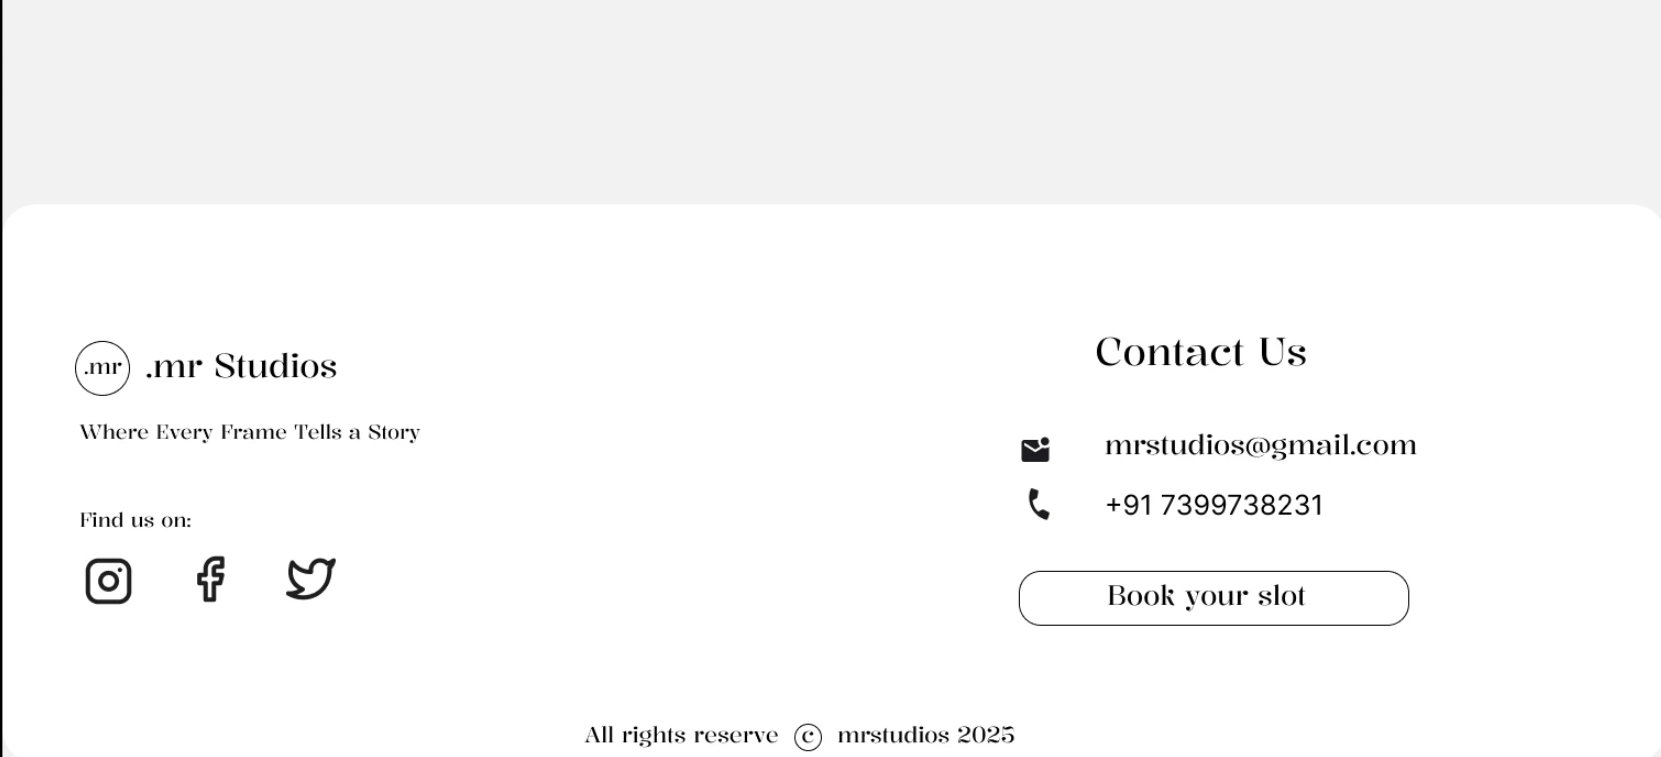 .mr .mr Studios
Where Every Frame Tells a Story
Find us on:
Contact Us
mrstudios@gmail.com
+91 7399738231
Book your slot
All rights reserve © mrstudios 2025